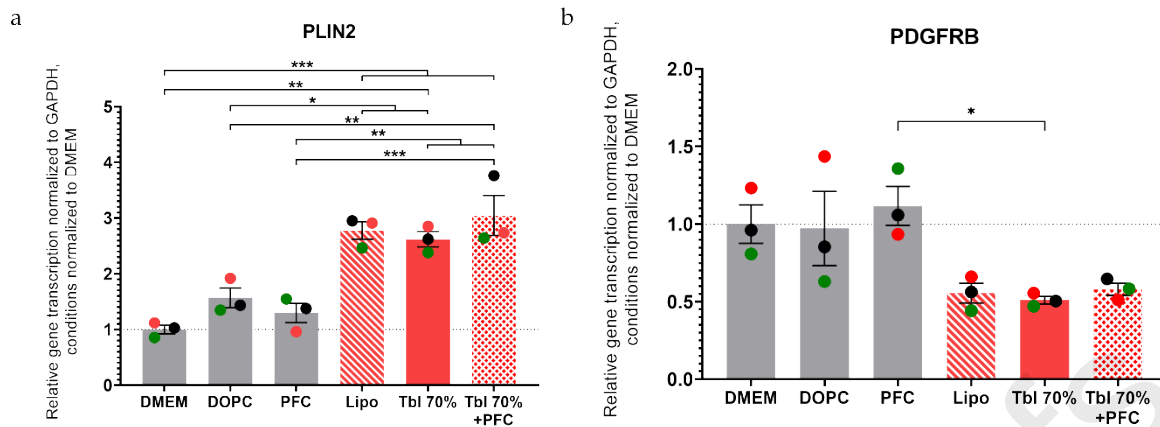 a
PLIN2
Relative gene transcription normalized to GAPDH,
conditions normalized to DMEM
***
**
*
**
**
***
5
4
3
2
1
0
DMEM DOPC PFC Lipo Tbl 70% Tbl 70%
+PFC
b
PDGFRB
Relative gene transcription normalized to GAPDH,
conditions normalized to DMEM
*
2.0
1.5
1.0
0.5
0.0
DMEM DOPC PFC Lipo Tbl 70% Tbl 70%
+PFC